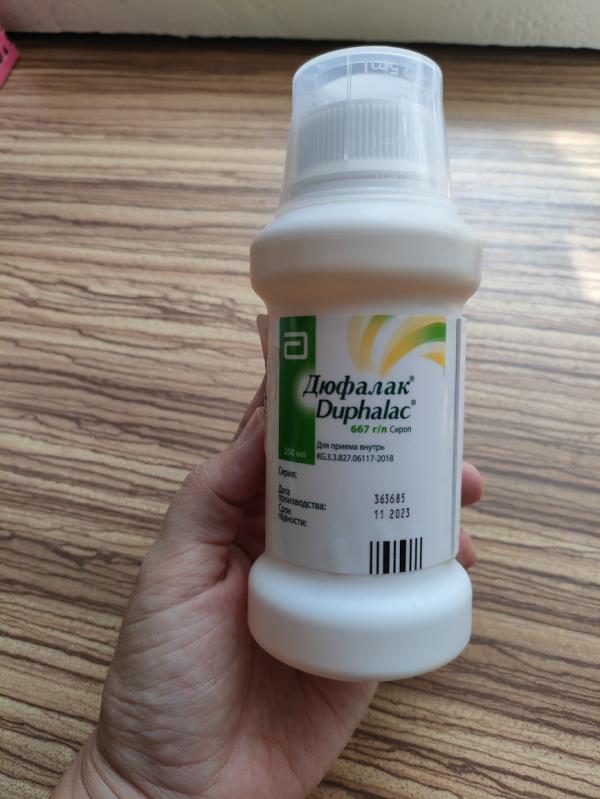 Дюфалак®
Duphalac®
667 г/л Сироп
200 мл
Для приема внутрь
KG.3.3.827.06117-2018
Серия:
Дата
производства:
Срок
годности:
363685
11 2023